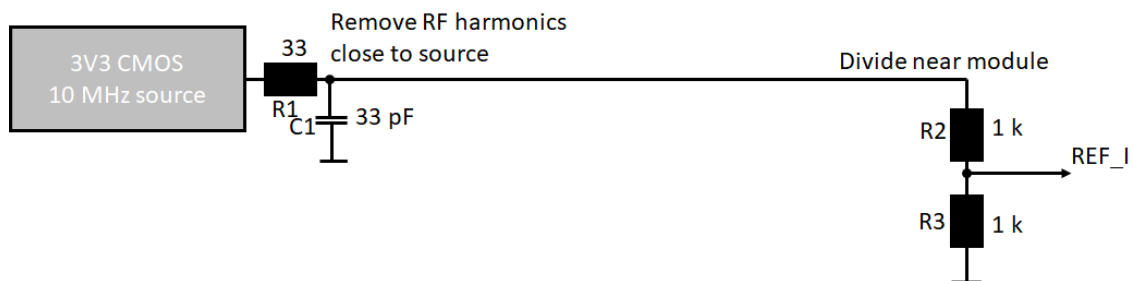 3V3 CMOS
10 MHz source
33
R1
C1
33 pF
Remove RF harmonics
close to source
Divide near module
R2
1 k
REF_I
R3
1 k